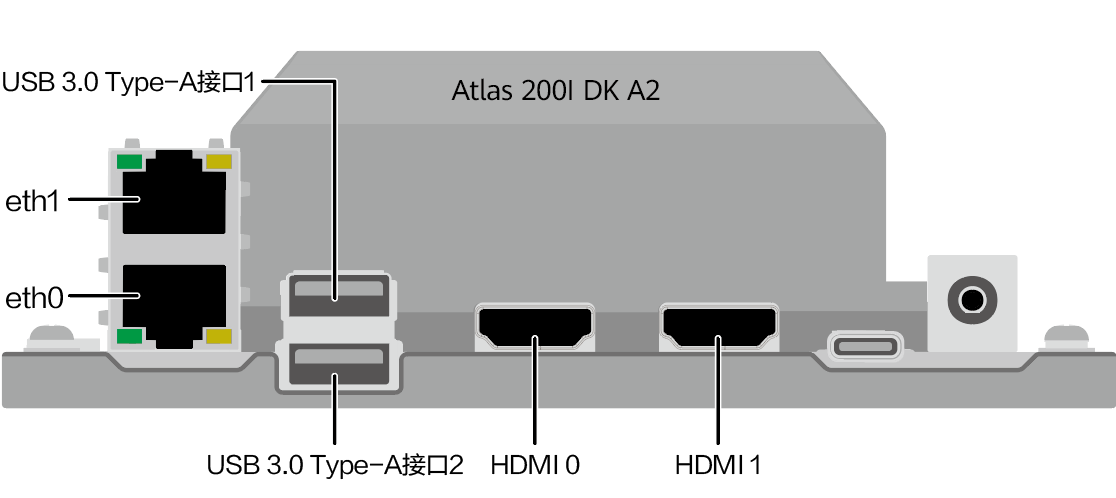 USB 3.0 Type-A接口1
Atlas 200I DK A2
eth1
eth0
USB 3.0 Type-A接口2
HDMI 0
HDMI 1